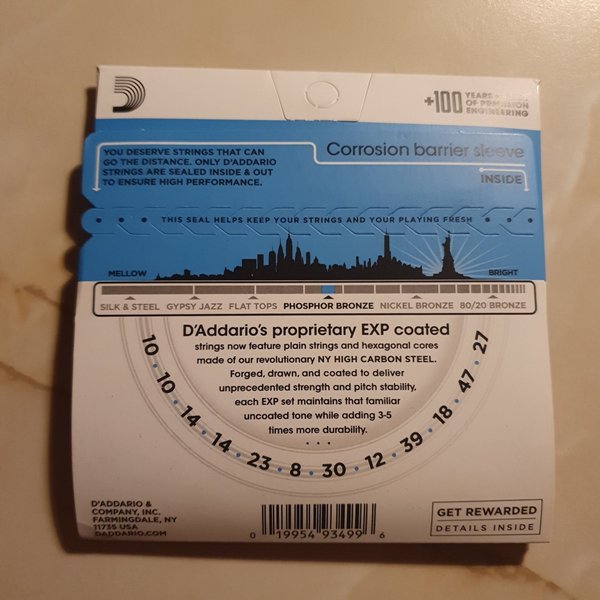 +100 YEARS
OF PRECISION
ENGINEERING
YOU DESERVE STRINGS THAT CAN
GO THE DISTANCE. ONLY D'ADDARIO
STRINGS ARE SEALED INSIDE & OUT
TO ENSURE HIGH PERFORMANCE.
Corrosion barrier sleeve
INSIDE
THIS SEAL HELPS KEEP YOUR STRINGS AND YOUR PLAYING FRESH
MELLOW
BRIGHT
SILK & STEEL GYPSY JAZZ FLAT TOPS PHOSPHOR BRONZE NICKEL BRONZE 80/20 BRONZE
D'Addario's proprietary EXP coated
strings now feature plain strings and hexagonal cores
made of our revolutionary NY HIGH CARBON STEEL.
Forged, drawn, and coated to deliver
unprecedented strength and pitch stability,
each EXP set maintains that familiar
uncoated tone while adding 3-5
times more durability.
• • •
10 • 10 • 14 • 14 • 23 • 8 • 30 • 12 • 39 • 18 • 47 • 27
D'ADDARIO &
COMPANY, INC.
FARMINGDALE, NY
11735 USA
DADDARIO.COM
0 19954 93499 6
GET REWARDED
DETAILS INSIDE